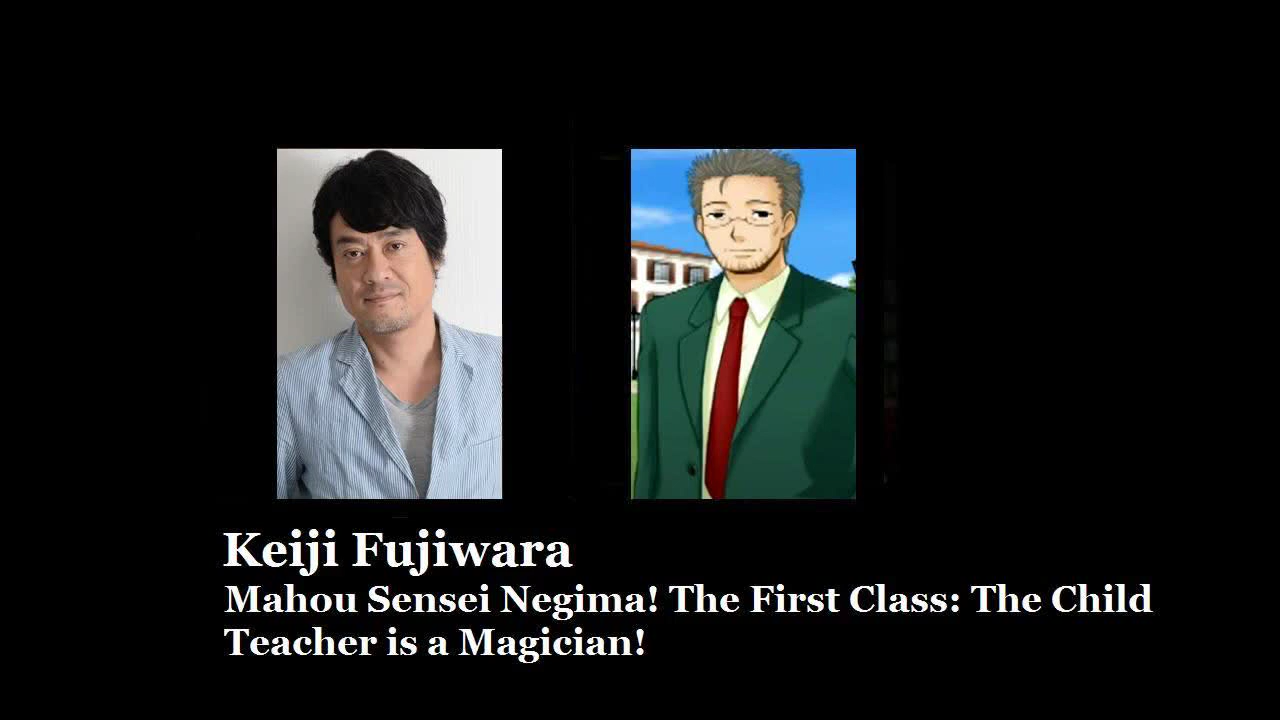 Keiji Fujiwara
Mahou Sensei Negima! The First Class: The Child
Teacher is a Magician!